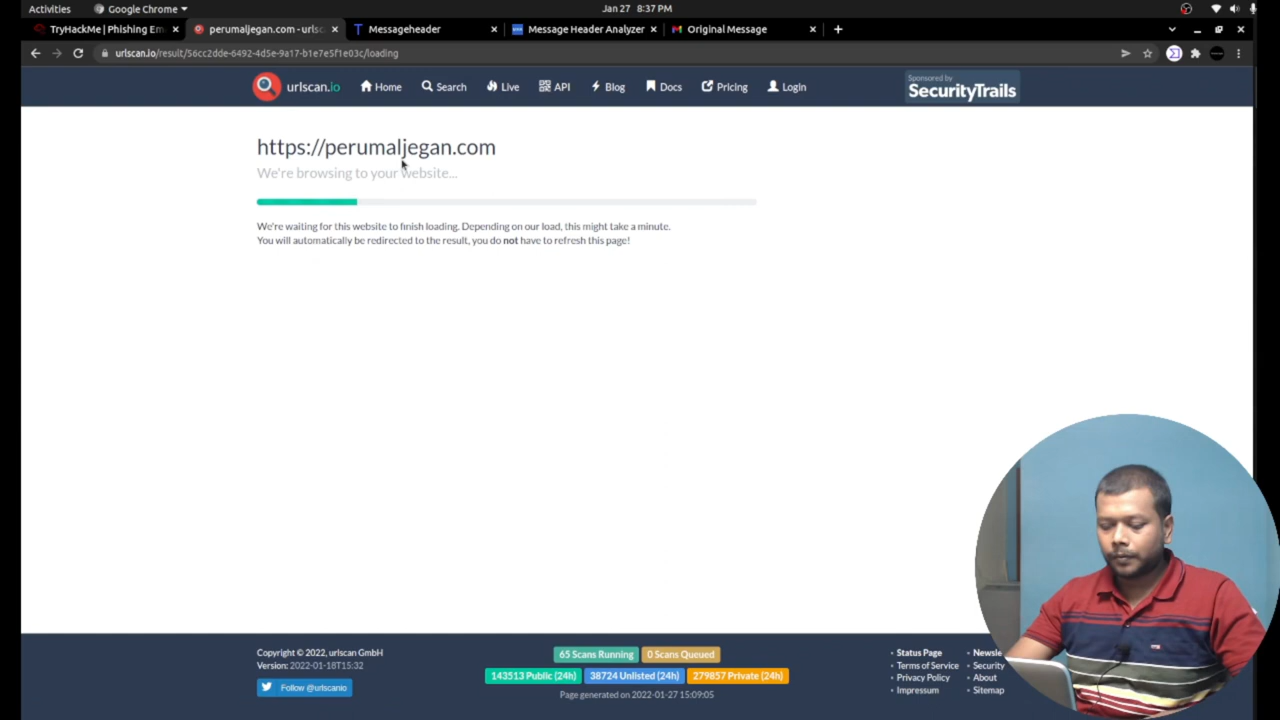 Activities Google Chrome Jan 27 8:37 PM
TryHackMe | Phishing Em perumaljegan.com - urlsc Messageheader Message Header Analyzer Original Message
urlscan.io/result/56cc2dde-6492-4d5e-9a17-b1e7e5f1e03c/loading
urlscan.io Home Search Live API Blog Docs Pricing Login
Sponsored by
SecurityTrails
https://perumaljegan.com
We're browsing to your website...
We're waiting for this website to finish loading. Depending on our load, this might take a minute.
You will automatically be redirected to the result, you do not have to refresh this page!
Copyright © 2022, urlscan GmbH
Version: 2022-01-18T15:32
Follow @urlscanio
65 Scans Running 0 Scans Queued
143513 Public (24h) 38724 Unlisted (24h) 279857 Private (24h)
Page generated on 2022-01-27 15:09:05
Status Page Newsle
Terms of Service Security
Privacy Policy About
Impressum Sitemap